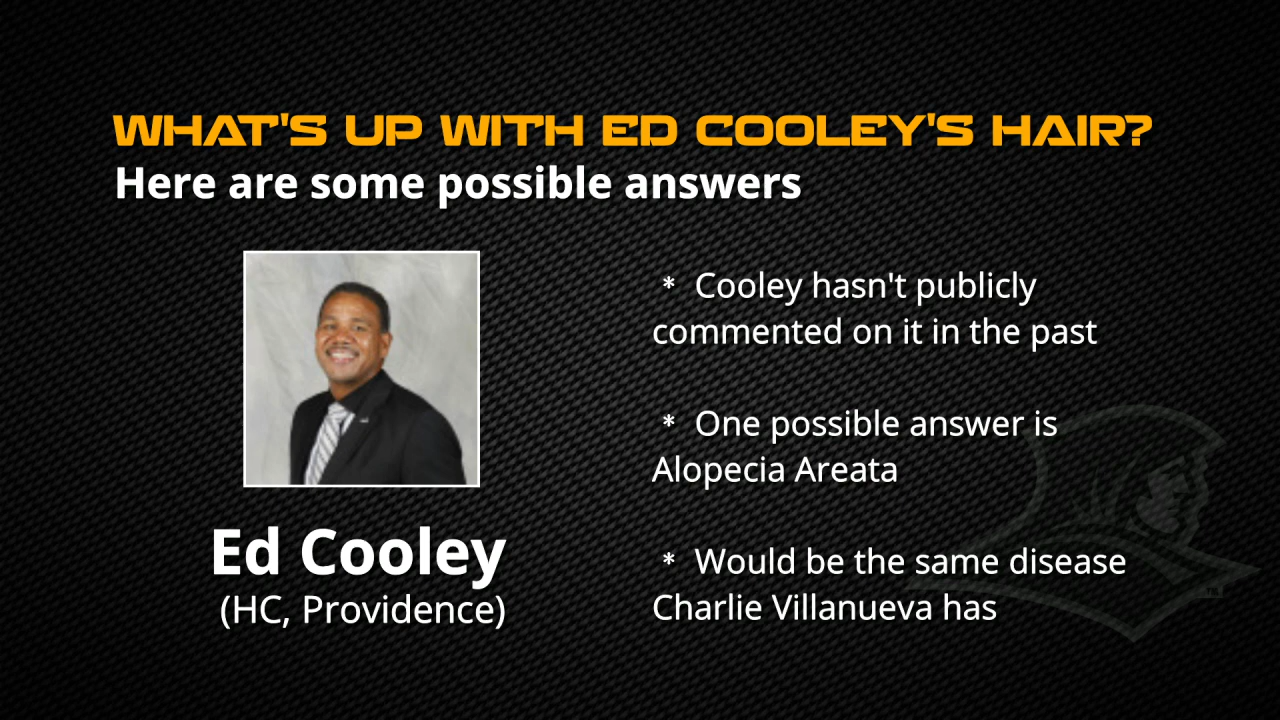 WHAT'S UP WITH ED COOLEY'S HAIR?
Here are some possible answers
* Cooley hasn't publicly
commented on it in the past
* One possible answer is
Alopecia Areata
* Would be the same disease
Charlie Villanueva has
Ed Cooley
(HC, Providence)
TM